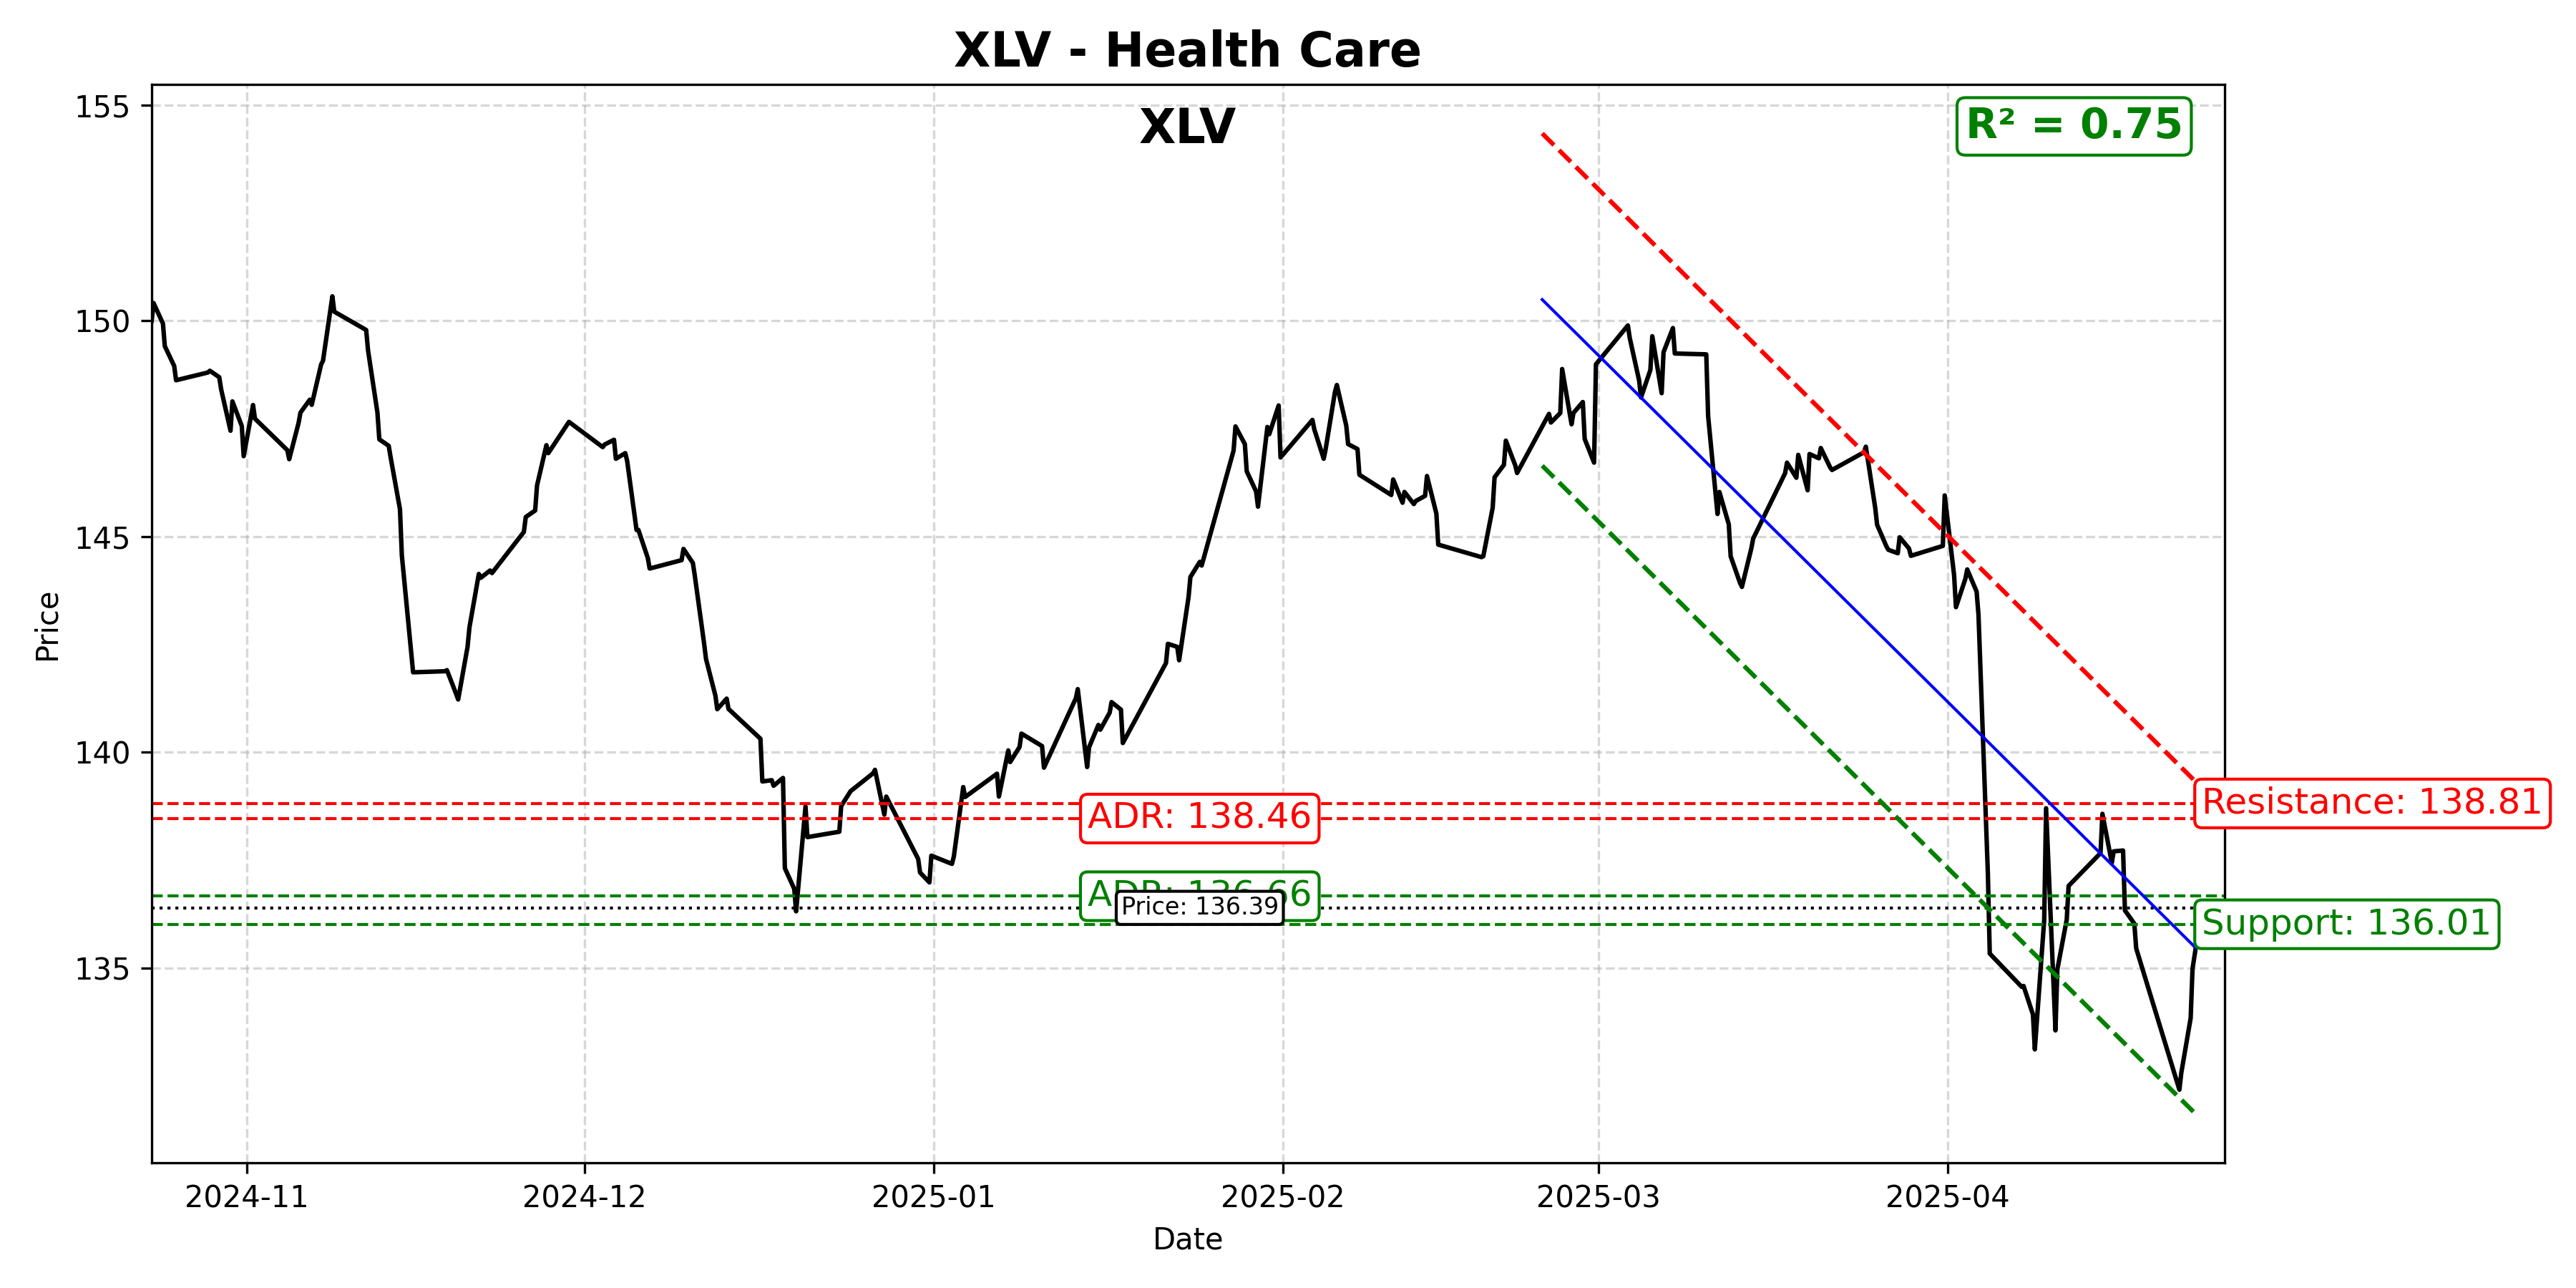 XLV - Health Care
XLV
R² = 0.75
155
150
145
140
135
Price
ADR: 138.46
Resistance: 138.81
Price: 136.39
Support: 136.01
2024-11
2024-12
2025-01
2025-02
2025-03
2025-04
Date